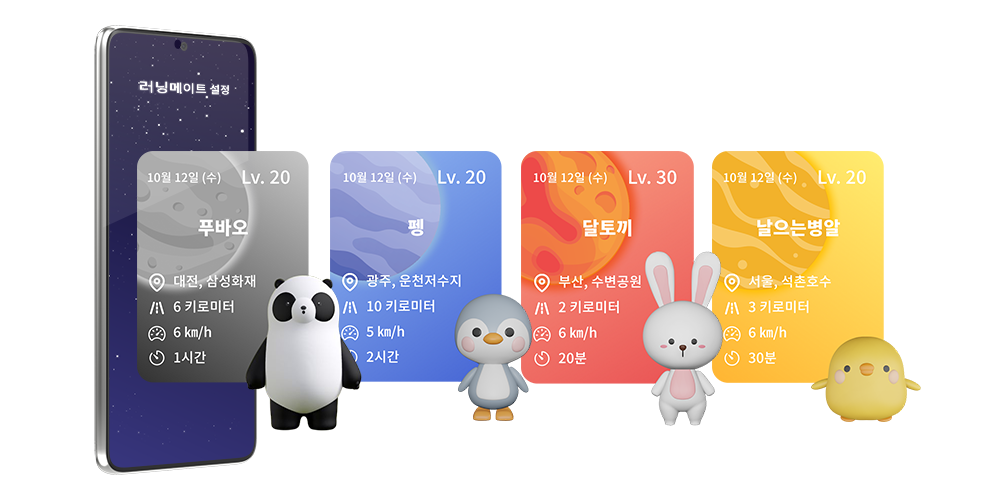 러닝메이트 설정
10월 12일 (수) Lv. 20
푸바오
대전, 삼성화재
6 키로미터
6 km/h
1시간
10월 12일 (수) Lv. 20
펭
광주, 운천저수지
10 키로미터
5 km/h
2시간
10월 12일 (수) Lv. 30
달토끼
부산, 수변공원
2 키로미터
6 km/h
20분
10월 12일 (수) Lv. 20
날으는병알
서울, 석촌호수
3 키로미터
6 km/h
30분